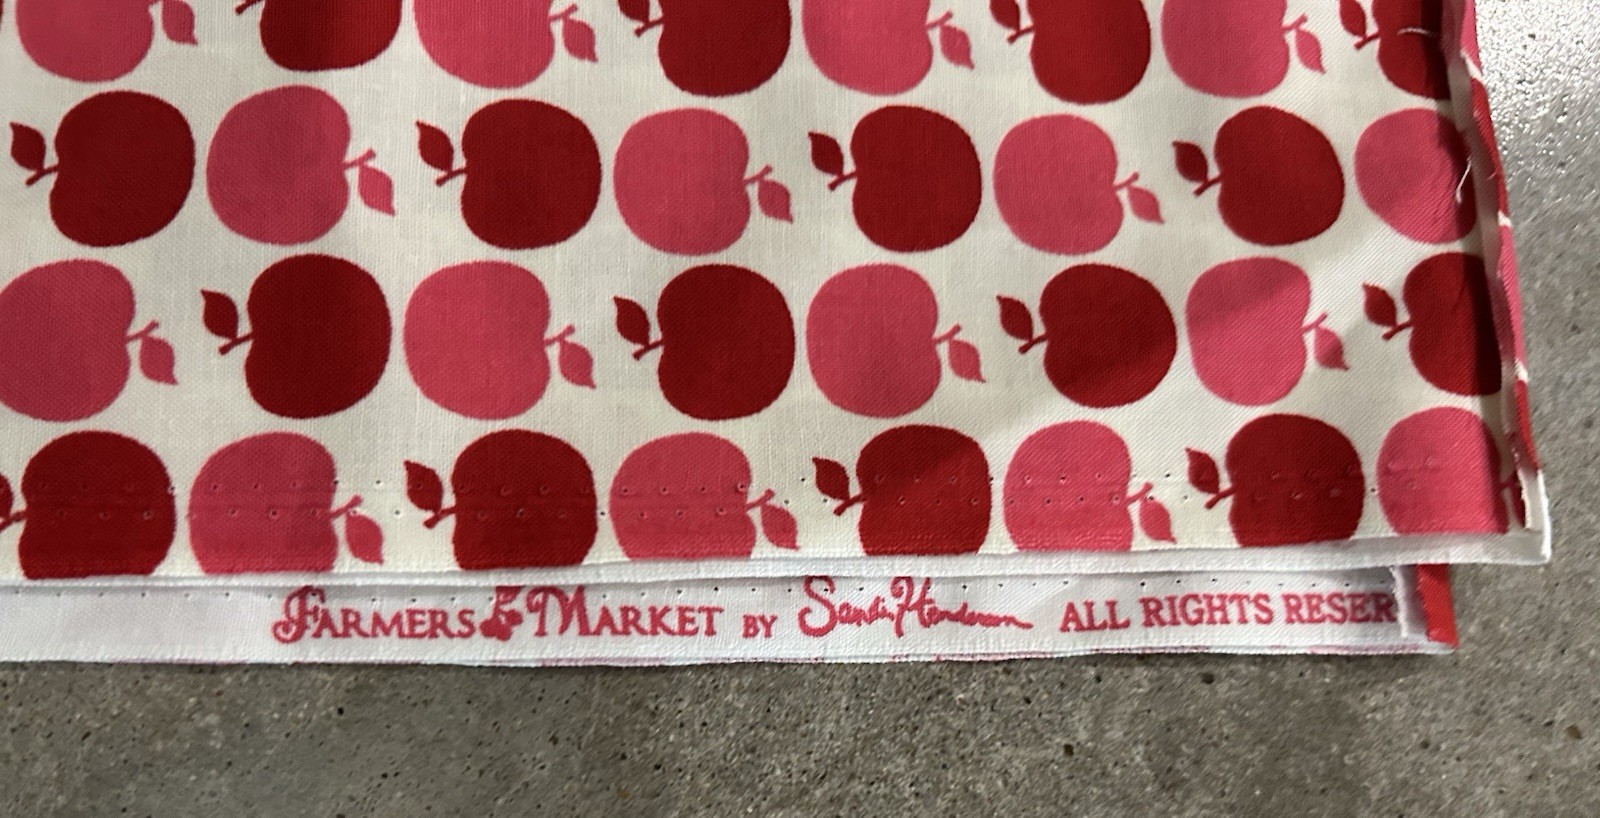 FARMERS MARKET BY Sandi Henderson ALL RIGHTS RESER